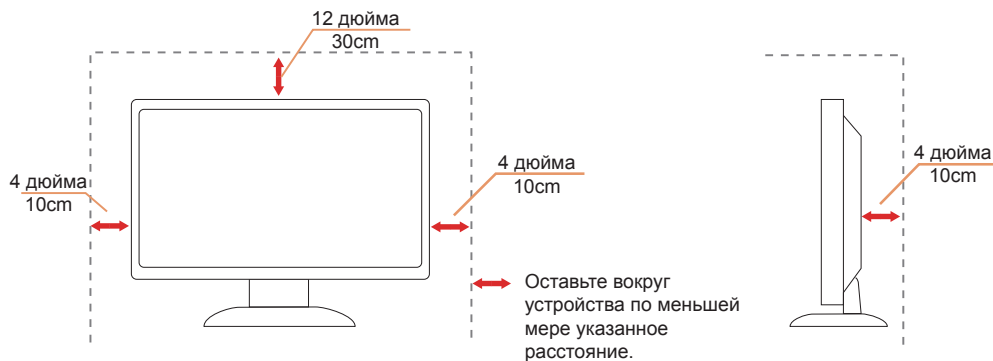 12 дюйма
30cm
4 дюйма
10cm
4 дюйма
10cm
4 дюйма
10cm
Оставьте вокруг
устройства по меньшей
мере указанное
расстояние.